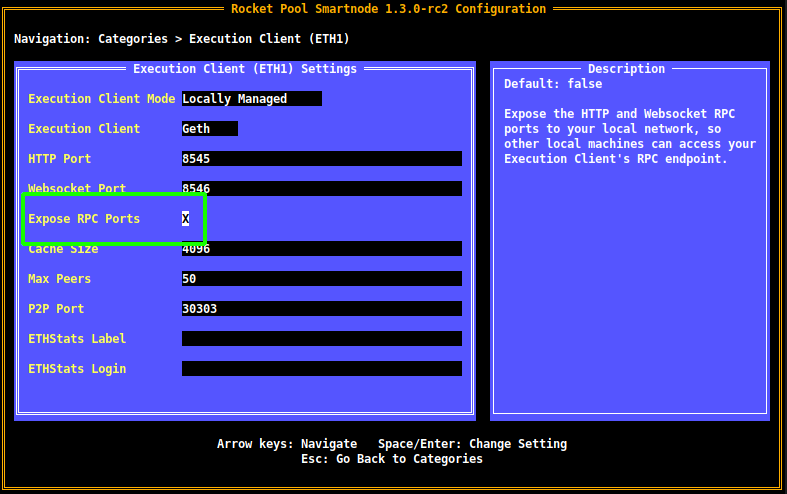 Rocket Pool Smartnode 1.3.0-rc2 Configuration
Navigation: Categories > Execution Client (ETH1)
Execution Client (ETH1) Settings
Execution Client Mode Locally Managed
Execution Client Geth
HTTP Port 8545
Websocket Port 8546
Expose RPC Ports X
Cache Size 4096
Max Peers 50
P2P Port 30303
ETHStats Label
ETHStats Login
Description
Default: false
Expose the HTTP and Websocket RPC
ports to your local network, so
other local machines can access your
Execution Client's RPC endpoint.
Arrow keys: Navigate Space/Enter: Change Setting
Esc: Go Back to Categories